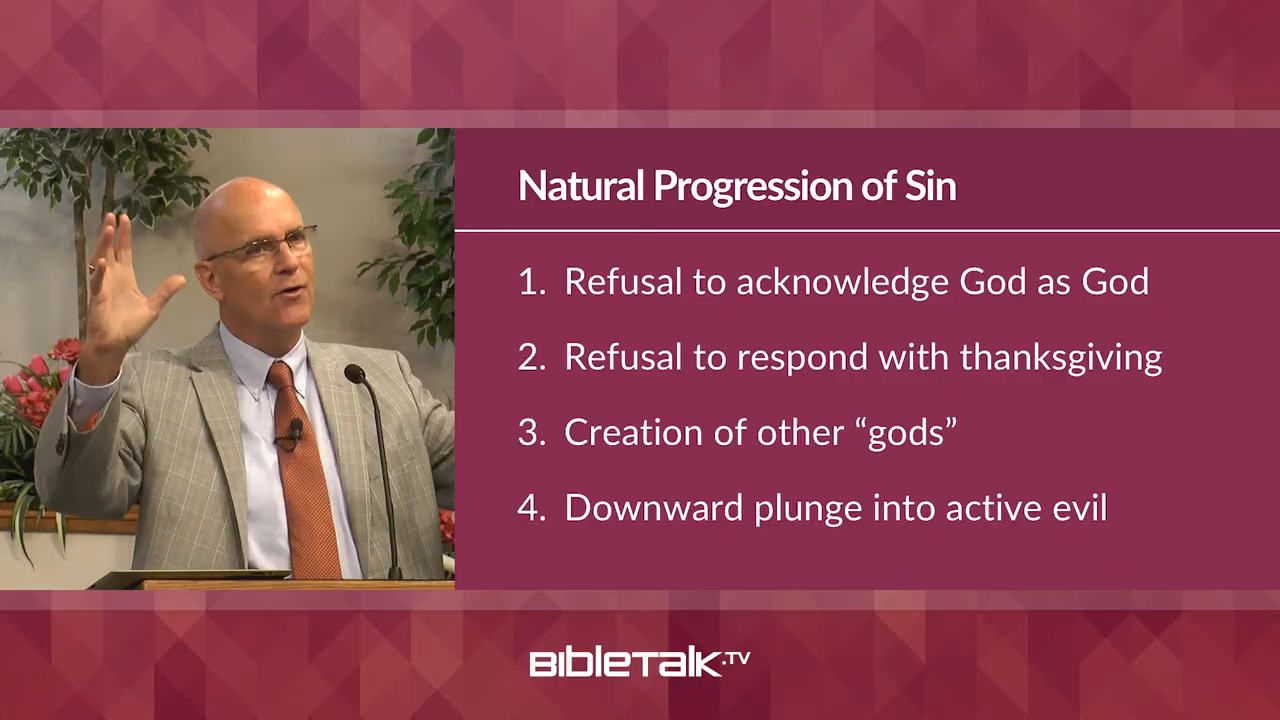 Natural Progression of Sin
1. Refusal to acknowledge God as God
2. Refusal to respond with thanksgiving
3. Creation of other “gods”
4. Downward plunge into active evil
BIBLETALK.TV